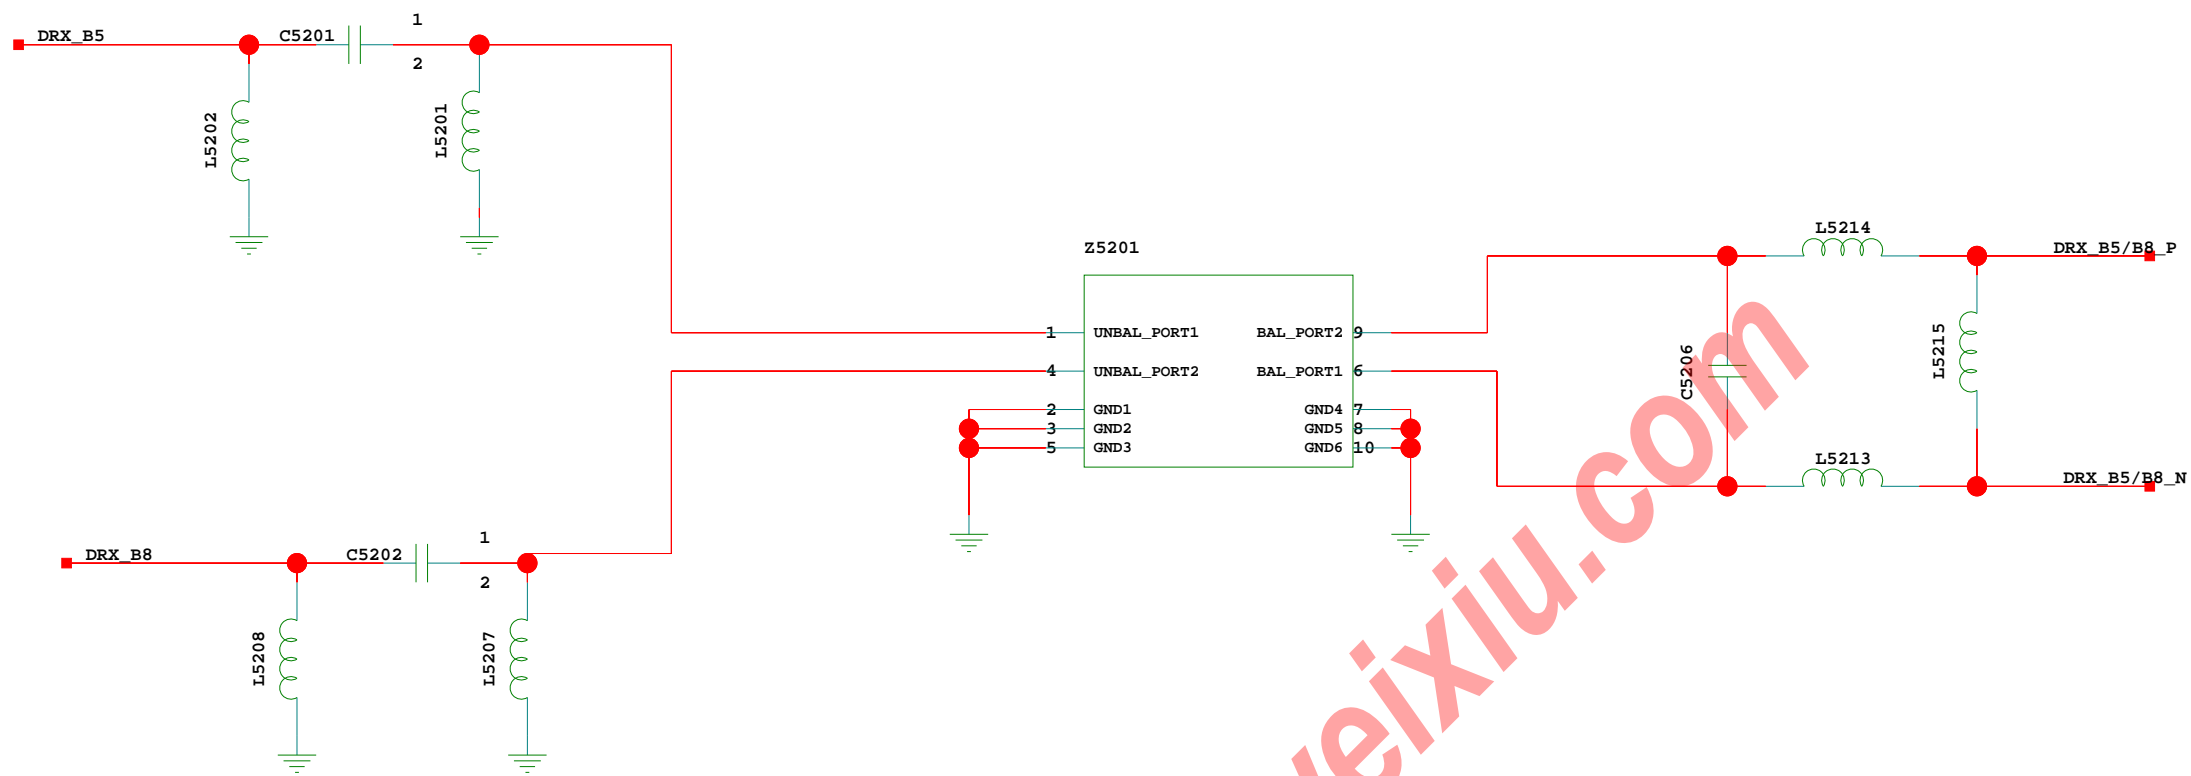 DRX_B5
C5201
1
2
L5202
L5201
Z5201
L5214
DRX_B5/B8_P
1
UNBAL_PORT1
BAL_PORT2
9
4
UNBAL_PORT2
BAL_PORT1
6
C5206
L5215
2
GND1
GND4
7
3
GND2
GND5
8
5
GND3
GND6
10
L5213
DRX_B5/B8_N
DRX_B8
C5202
1
2
L5208
L5207
weixiu.com